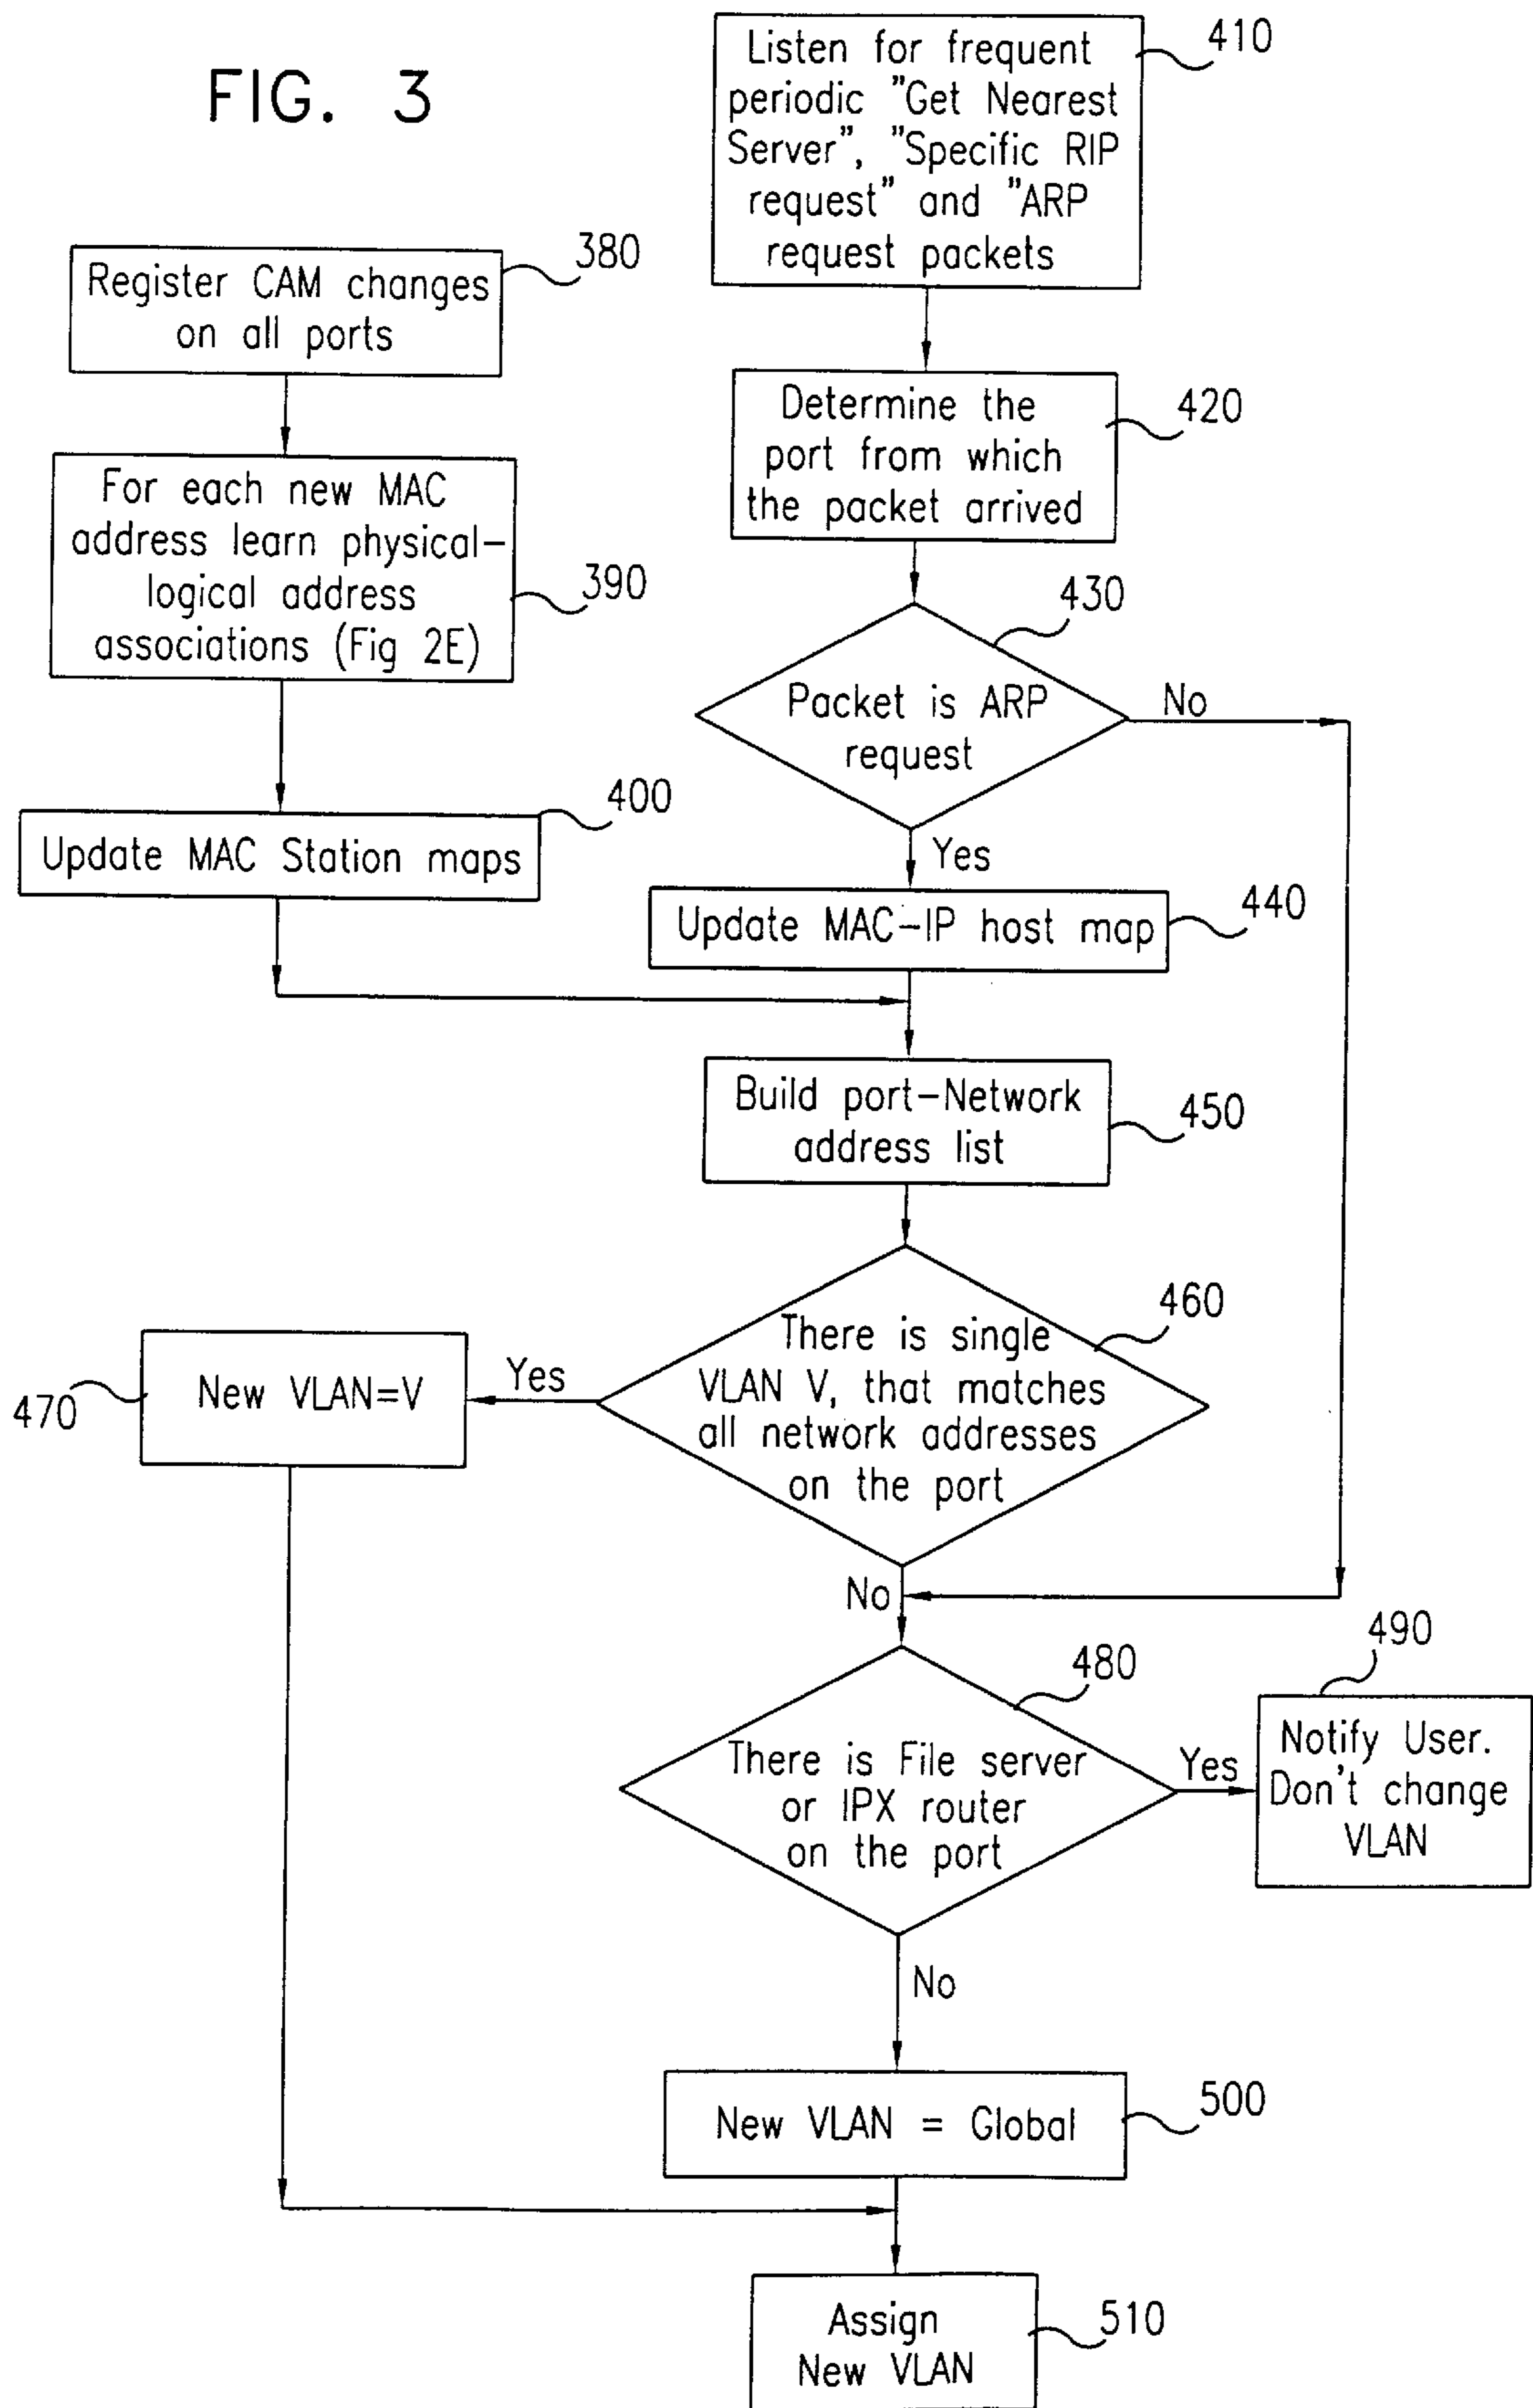 FIG. 3
Listen for frequent
periodic "Get Nearest
Server", "Specific RIP
request" and "ARP
request packets
410
Register CAM changes
on all ports
380
Determine the
port from which
the packet arrived
420
For each new MAC
address learn physical-
logical address
associations (Fig 2E)
390
430
Packet is ARP
request
No
Yes
Update MAC Station maps
400
Update MAC-IP host map
440
Build port-Network
address list
450
460
There is single
VLAN V, that matches
all network addresses
on the port
Yes
New VLAN=V
470
No
480
There is File server
or IPX router
on the port
Yes
490
Notify User.
Don't change
VLAN
No
New VLAN = Global
500
Assign
New VLAN
510